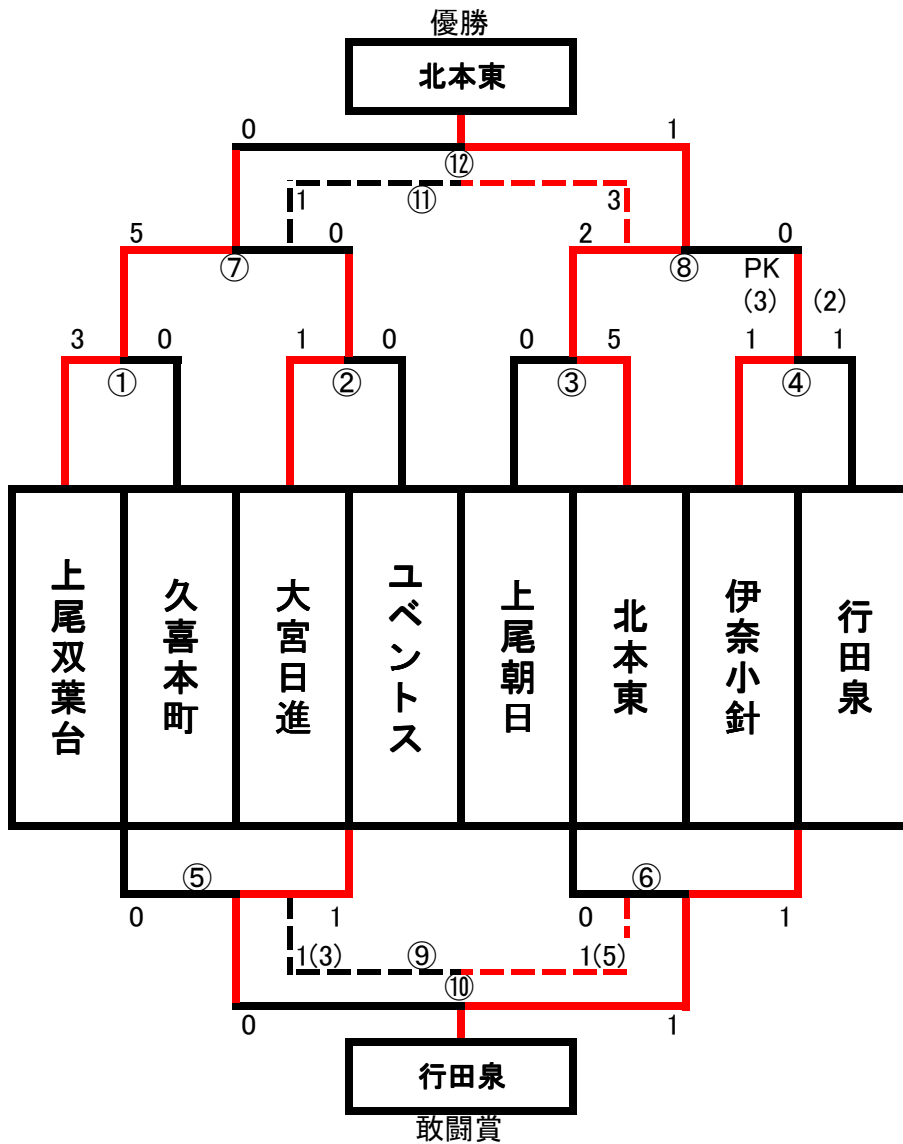 優勝
北本東
0 1
⑫
1 ⑪ 3
5 0 2 0
⑦ ⑧ PK
(3) (2)
3 0 1 0 0 5 1 1
① ② ③ ④
上尾双葉台
久喜本町
大宮日進
ユベントス
上尾朝日
北本東
伊奈小針
行田泉
⑤ ⑥
0 1 0 1
1(3) ⑨ 1(5)
⑩
0 1
行田泉
敢闘賞